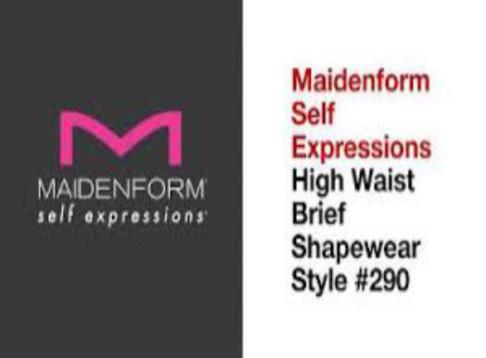 MAIDENFORM
self expressions
Maidenform
Self
Expressions
High Waist
Brief
Shapewear
Style #290